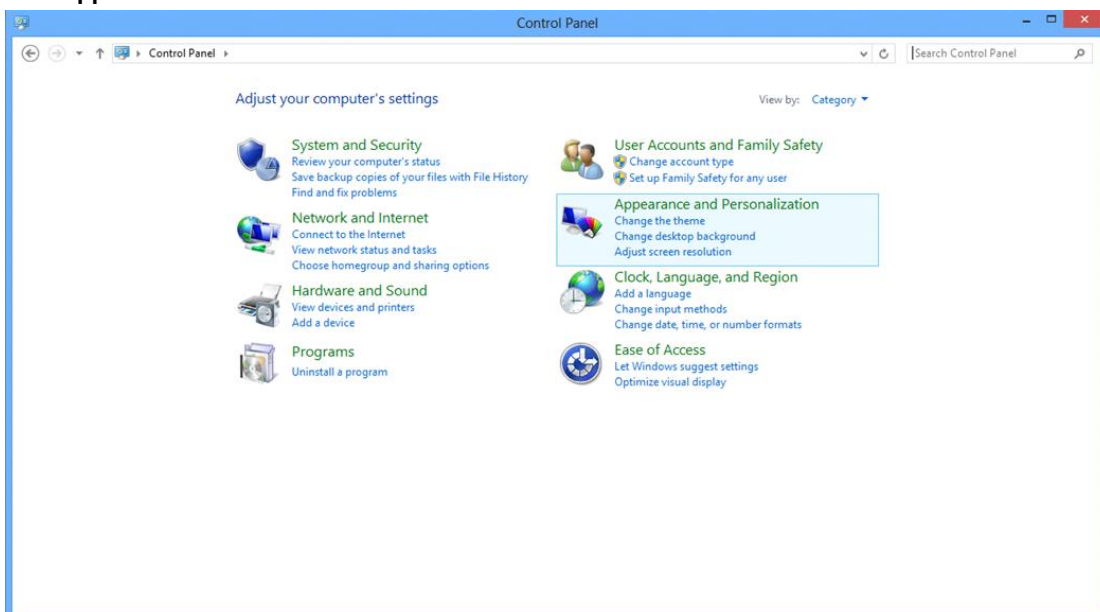 Control Panel
Control Panel
Search Control Panel
Adjust your computer's settings
View by: Category
System and Security
Review your computer's status
Save backup copies of your files with File History
Find and fix problems
Network and Internet
Connect to the Internet
View network status and tasks
Choose homegroup and sharing options
Hardware and Sound
View devices and printers
Add a device
Programs
Uninstall a program
User Accounts and Family Safety
Change account type
Set up Family Safety for any user
Appearance and Personalization
Change the theme
Change desktop background
Adjust screen resolution
Clock, Language, and Region
Add a language
Change input methods
Change date, time, or number formats
Ease of Access
Let Windows suggest settings
Optimize visual display